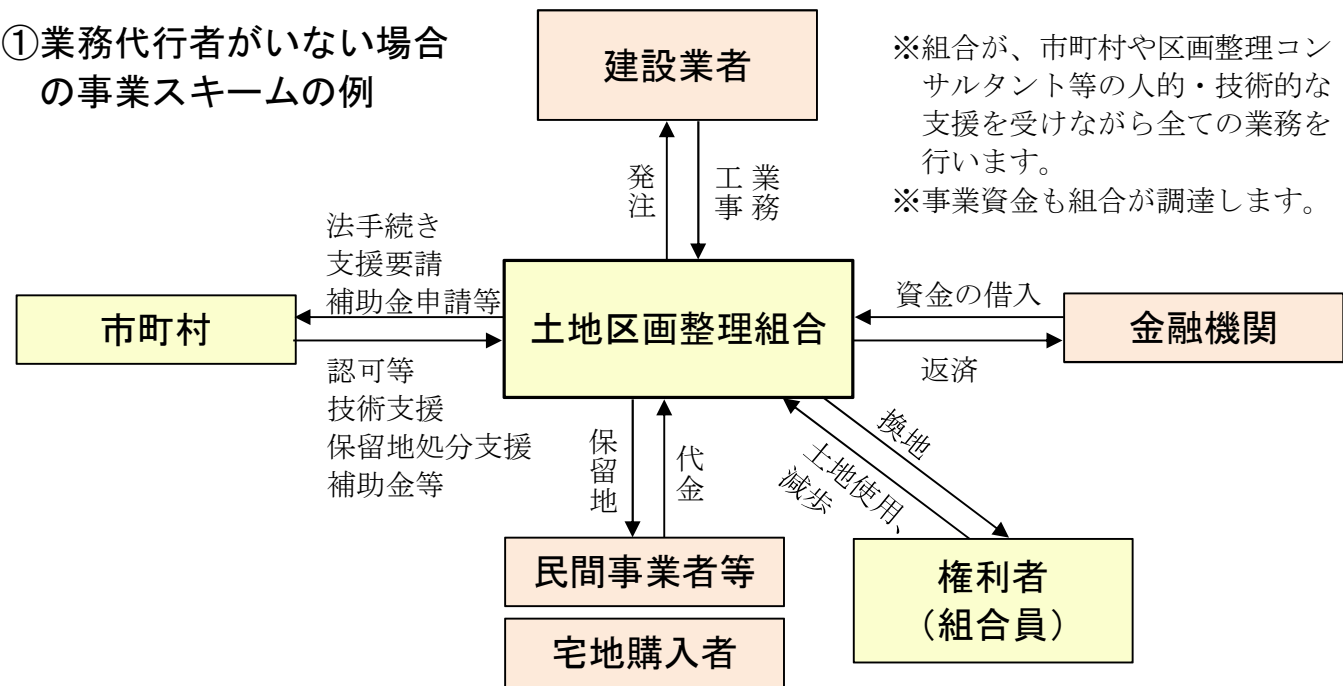 ①業務代行者がいない場合
の事業スキームの例
建設業者
※組合が、市町村や区画整理コン
サルタント等の人的・技術的な
支援を受けながら全ての業務を
行います。
※事業資金も組合が調達します。
発注
工事
業務
法手続き
支援要請
補助金申請等
市町村
土地区画整理組合
資金の借入
金融機関
返済
認可等
技術支援
保留地処分支援
補助金等
保留地
代金
換地
土地使用、
減歩
民間事業者等
宅地購入者
権利者
(組合員)